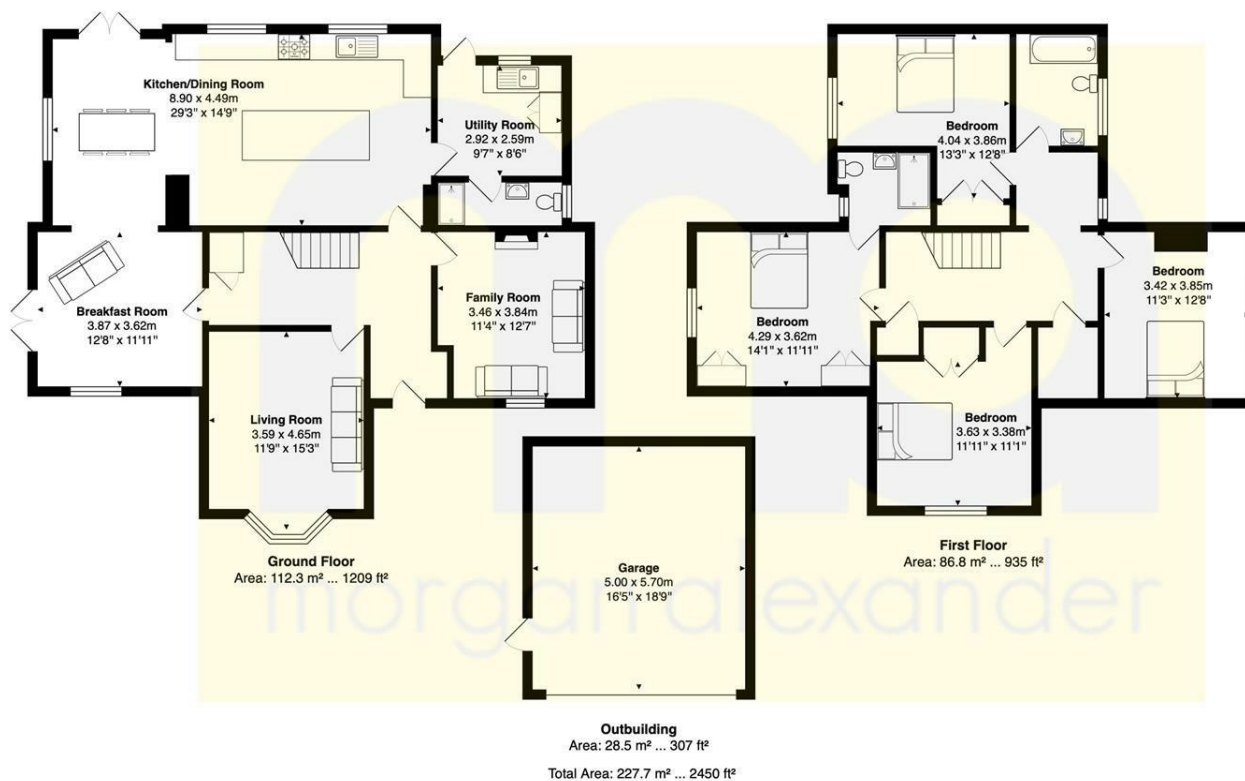 Kitchen/Dining Room
8.90 x 4.49m
29'3" x 14'9"
Utility Room
2.92 x 2.59m
9'7" x 8'6"
Breakfast Room
3.87 x 3.62m
12'8" x 11'11"
Family Room
3.46 x 3.84m
11'4" x 12'7"
Living Room
3.59 x 4.65m
11'9" x 15'3"
Ground Floor
Area: 112.3 m² ... 1209 ft²
Bedroom
4.04 x 3.86m
13'3" x 12'8"
Bedroom
3.42 x 3.85m
11'3" x 12'8"
Bedroom
4.29 x 3.62m
14'1" x 11'11"
Bedroom
3.63 x 3.38m
11'11" x 11'1"
First Floor
Area: 86.8 m² ... 935 ft²
Garage
5.00 x 5.70m
16'5" x 18'9"
morgan alexander
Outbuilding
Area: 28.5 m² ... 307 ft²
Total Area: 227.7 m² ... 2450 ft²